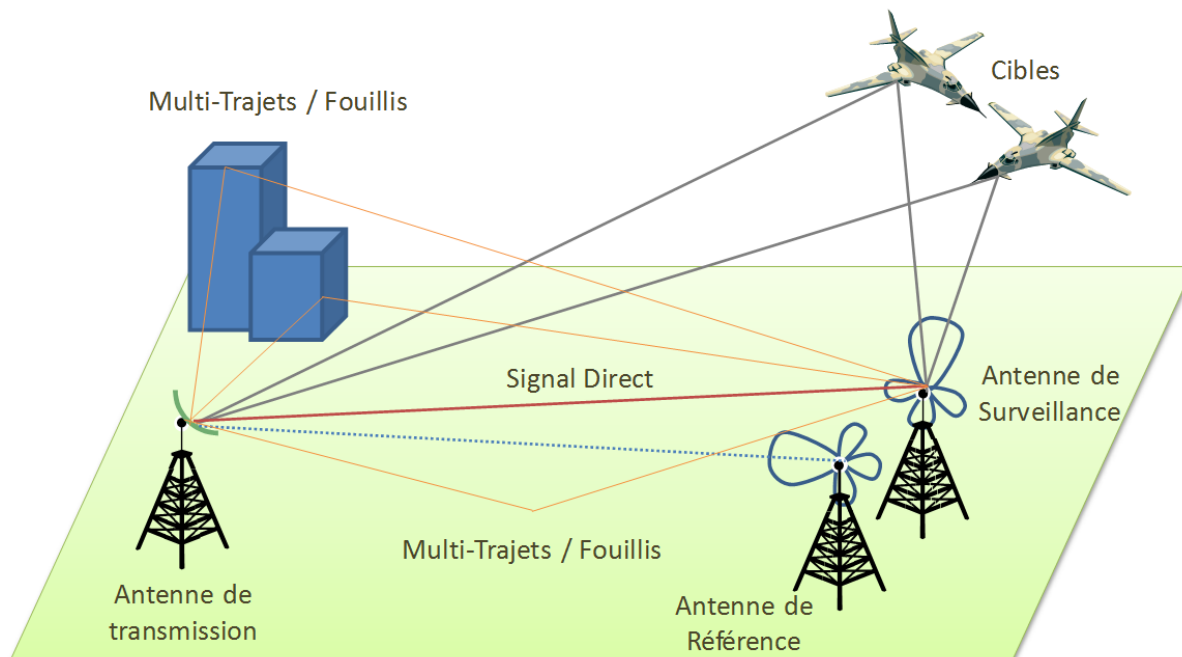 Cibles
Multi-Trajets / Fouillis
Signal Direct
Antenne de
Surveillance
Multi-Trajets / Fouillis
Antenne de
transmission
Antenne de
Référence